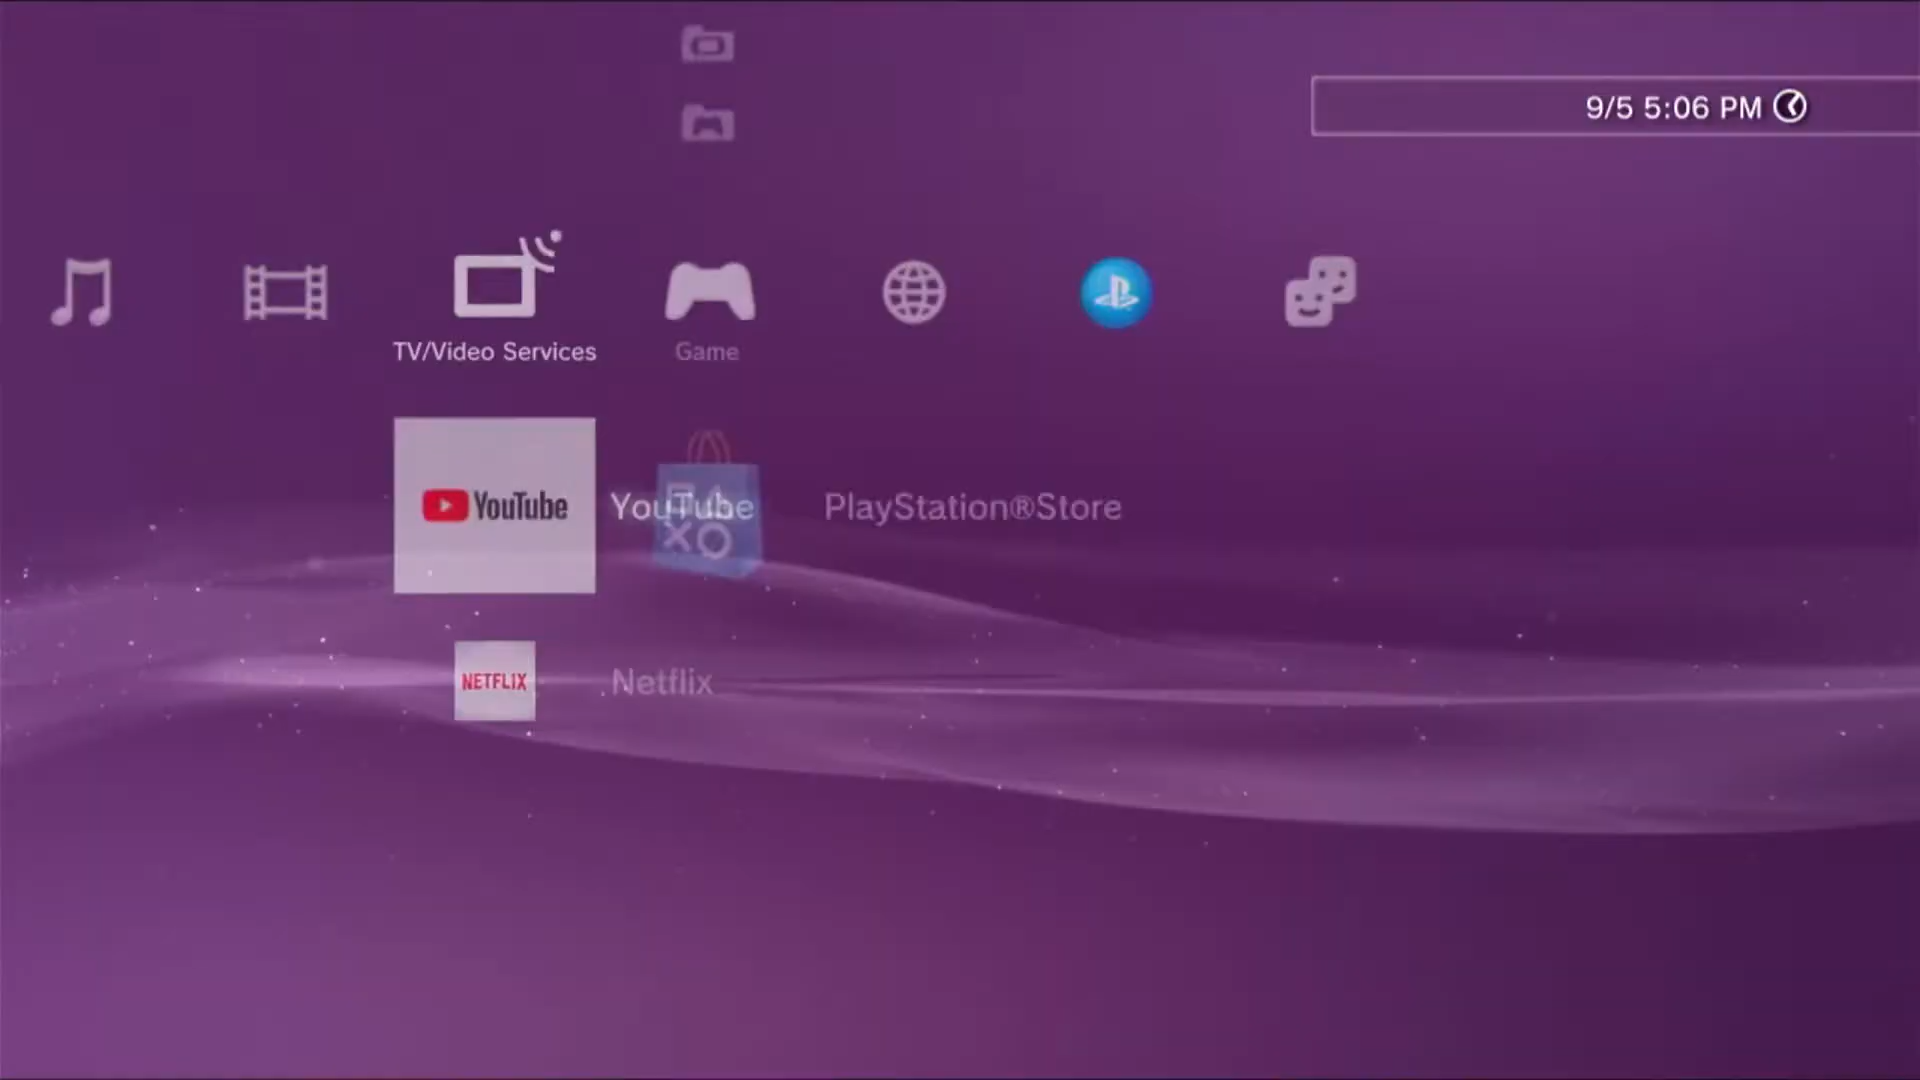 9/5 5:06 PM
TV/Video Services
Game
YouTube
YouTube
PlayStation®Store
NETFLIX
Netflix